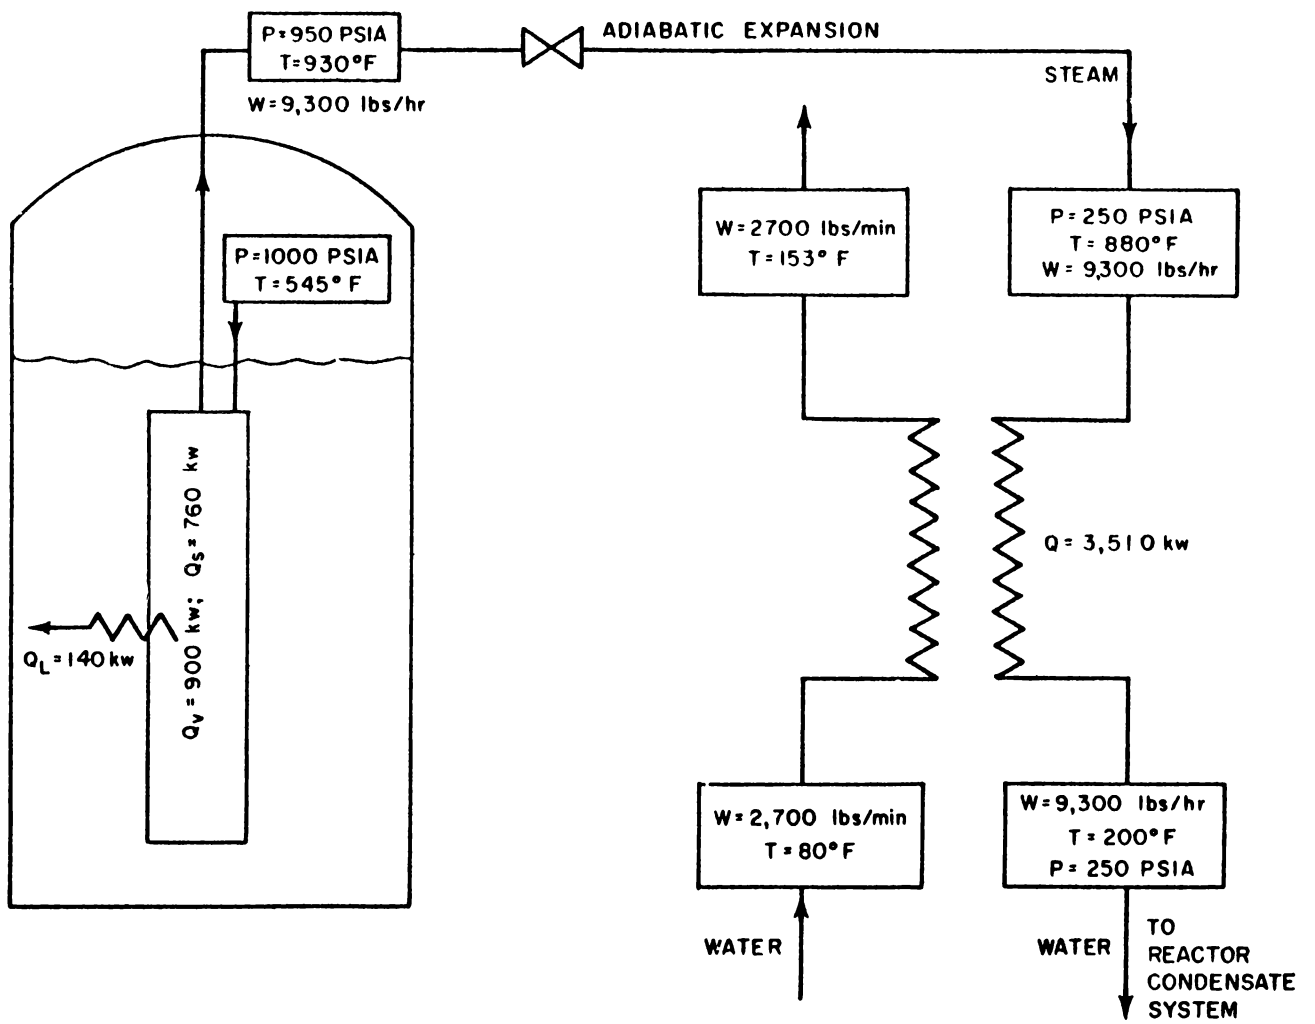 P=950 PSIA
T=930°F
W=9,300 lbs/hr
ADIABATIC EXPANSION
STEAM
P=1000 PSIA
T=545°F
W=2700 lbs/min
T=153°F
P=250 PSIA
T=880°F
W=9,300 lbs/hr
Qv=900 kw; Qs=760 kw
QL=140 kw
Q=3,510 kw
W=2,700 lbs/min
T=80°F
W=9,300 lbs/hr
T=200°F
P=250 PSIA
WATER
WATER
TO
REACTOR
CONDENSATE
SYSTEM